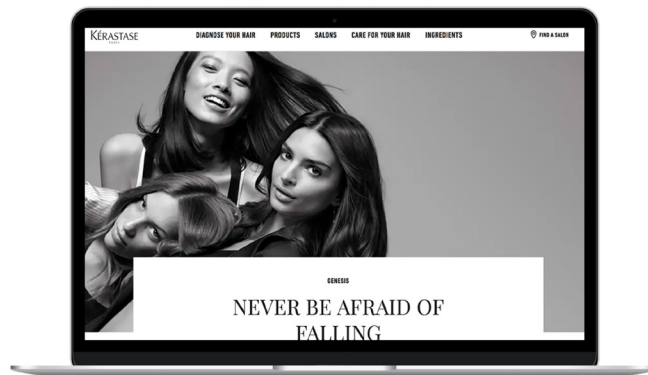 KÉRASTASE
PARIS
DIAGNOSE YOUR HAIR
PRODUCTS
SALONS
CARE FOR YOUR HAIR
INGREDIENTS
FIND A SALON
GENESIS
NEVER BE AFRAID OF
FALLING